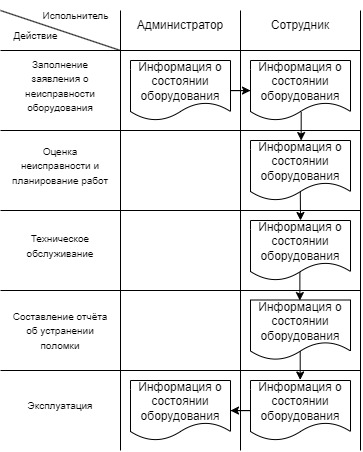 Испольнитель
Действие
Администратор
Сотрудник
Заполнение
заявления о
неисправности
оборудования
Информация о
состоянии
оборудования
Информация о
состоянии
оборудования
Оценка
неисправности и
планирование работ
Информация о
состоянии
оборудования
Техническое
обслуживание
Информация о
состоянии
оборудования
Составление отчёта
об устранении
поломки
Информация о
состоянии
оборудования
Эксплуатация
Информация о
состоянии
оборудования
Информация о
состоянии
оборудования